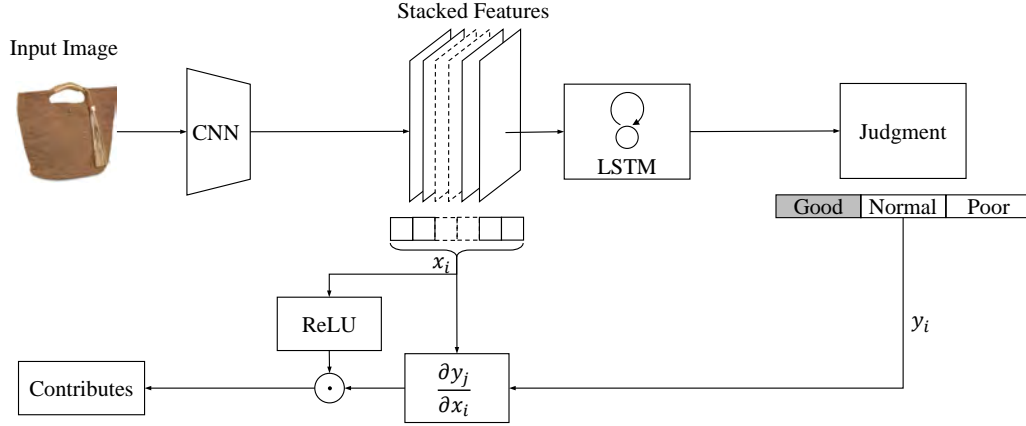 Stacked Features
Input Image
CNN
LSTM
Judgment
Good Normal Poor
x_i
ReLU
y_i
Contributes
∂y_j
∂x_i